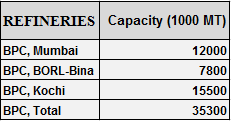 REFINERIES Capacity (1000 MT)
BPC, Mumbai 12000
BPC, BORL-Bina 7800
BPC, Kochi 15500
BPC, Total 35300